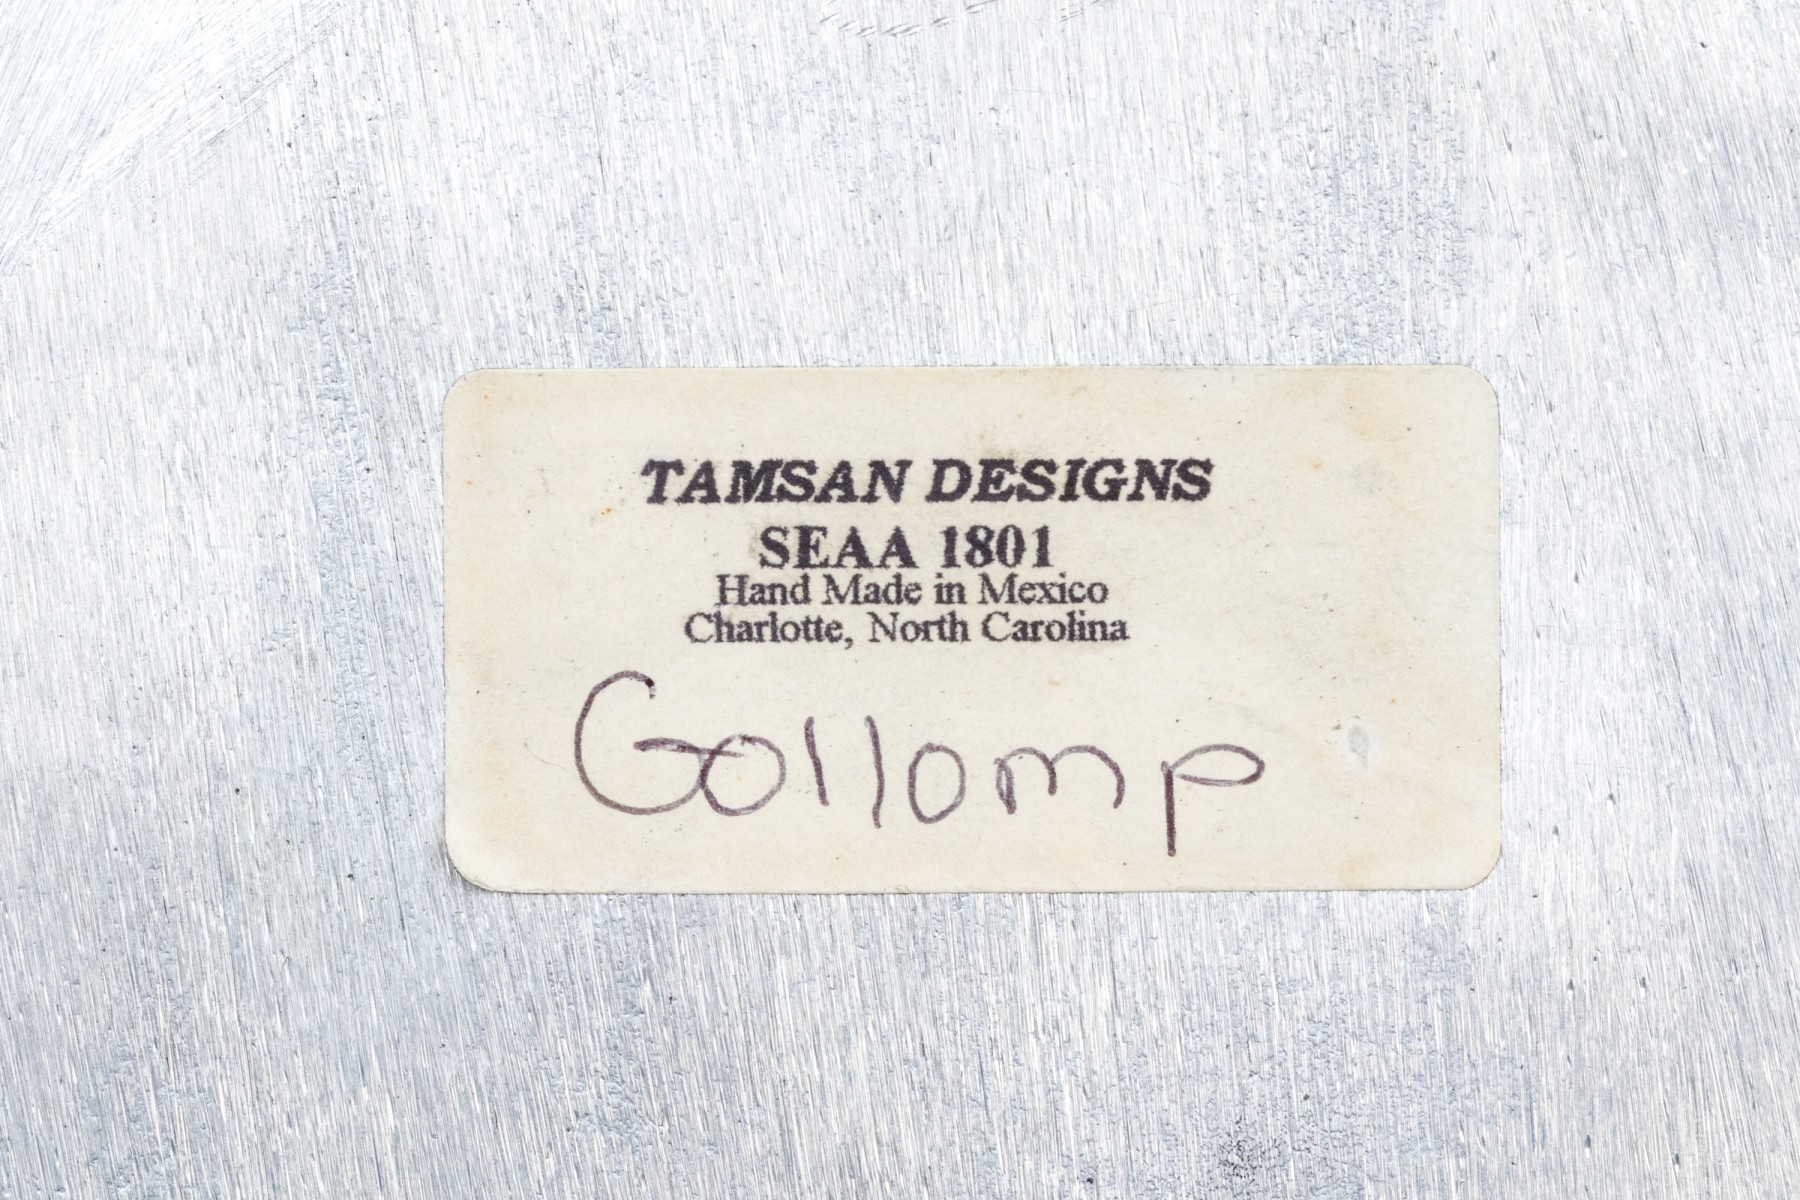 TAMSAN DESIGNS
SEAA 1801
Hand Made in Mexico
Charlotte, North Carolina
Gollomp